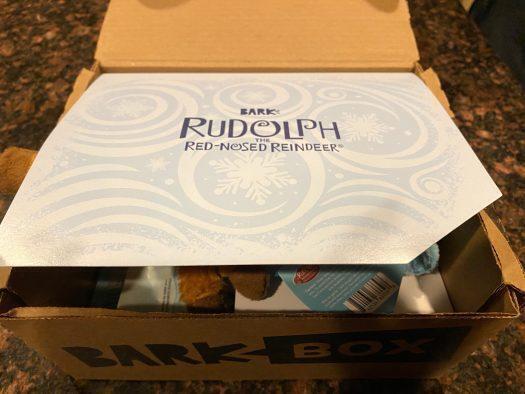 BARK
RUDOLPH
THE
RED-NOSED REINDEER®
BARK BOX